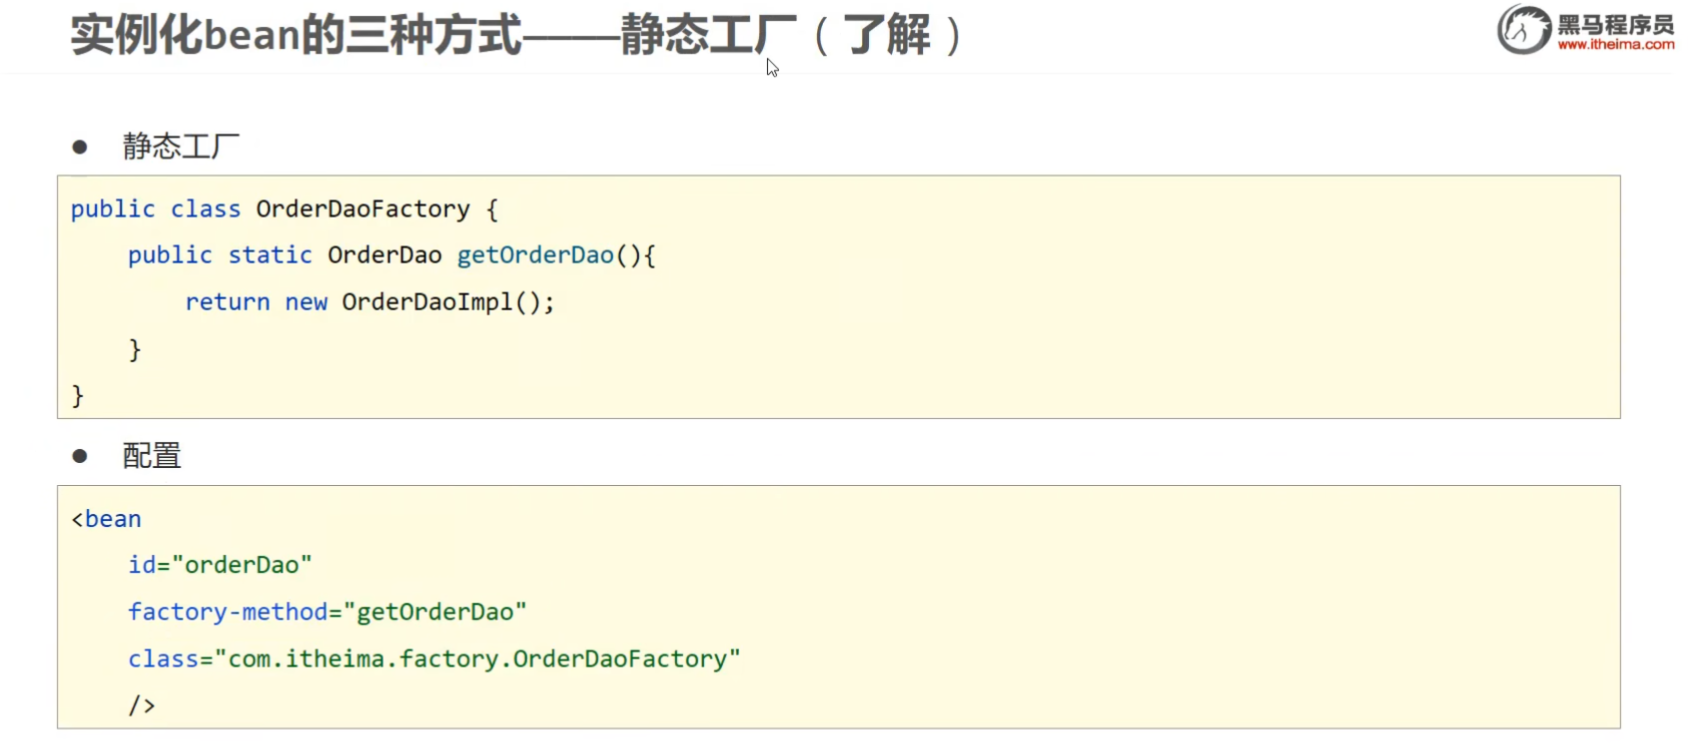 实例化bean的三种方式————静态工厂（了解）
黑马程序员
www.itheima.com
● 静态工厂
public class OrderDaoFactory {
    public static OrderDao getOrderDao(){
        return new OrderDaoImpl();
    }
}
● 配置
<bean
    id="orderDao"
    factory-method="getOrderDao"
    class="com.itheima.factory.OrderDaoFactory"
    />